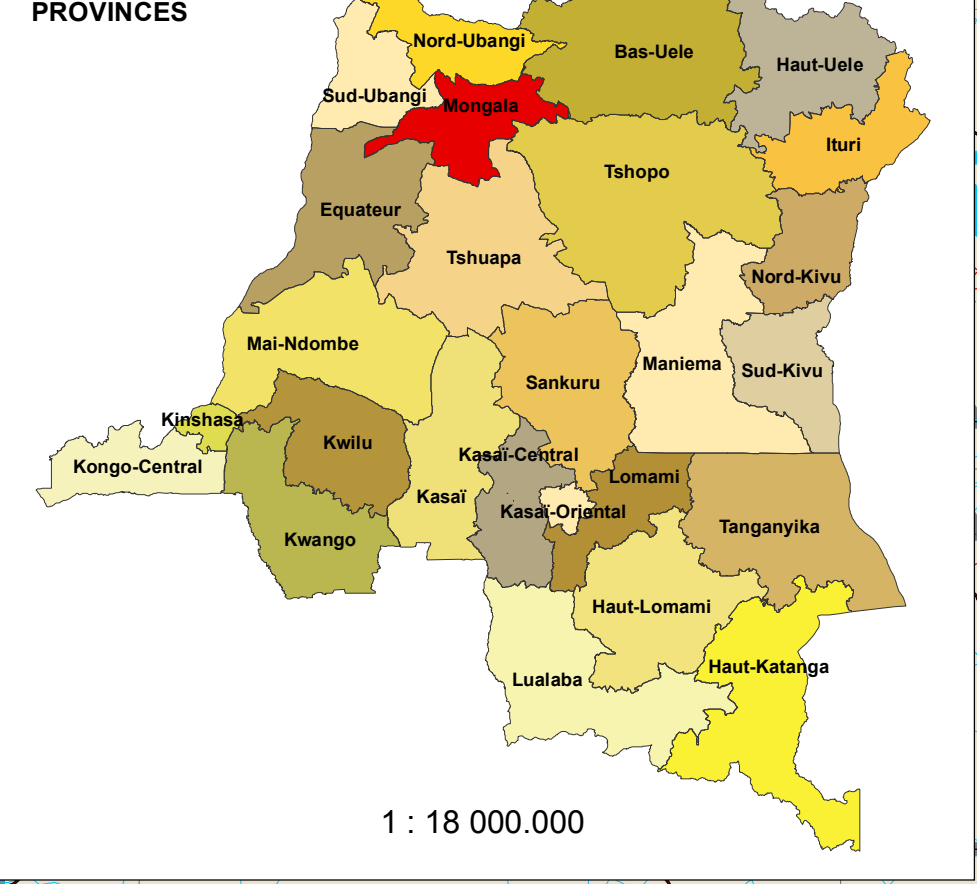 PROVINCES
Nord-Ubangi
Bas-Uele
Haut-Uele
Sud-Ubangi
Mongala
Ituri
Tshopo
Equateur
Tshuapa
Nord-Kivu
Mai-Ndombe
Maniema
Sud-Kivu
Sankuru
Kinshasa
Kwilu
Kasaï-Central
Kongo-Central
Lomami
Kasaï
Kasaï-Oriental
Tanganyika
Kwango
Haut-Lomami
Haut-Katanga
Lualaba
1 : 18 000.000